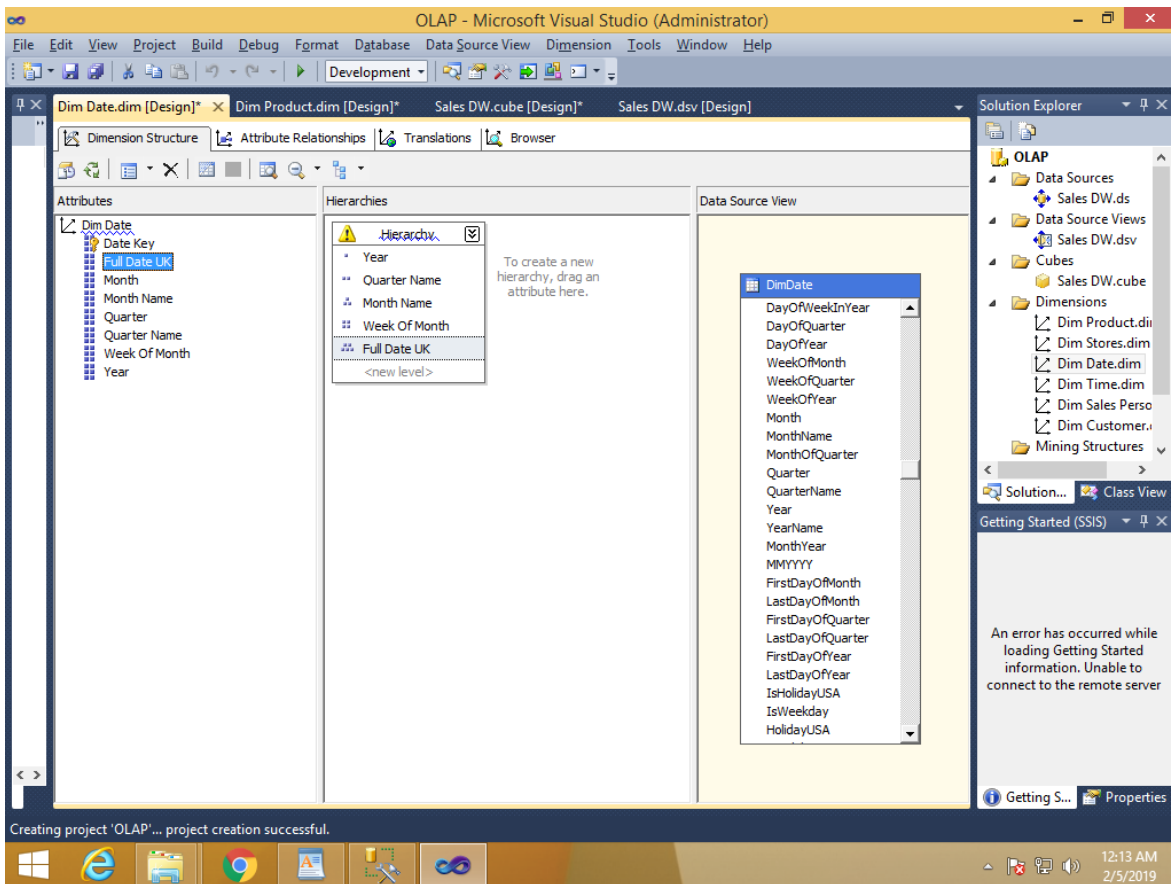 OLAP - Microsoft Visual Studio (Administrator)
File Edit View Project Build Debug Format Database Data Source View Dimension Tools Window Help
Development
Dim Date.dim [Design]* Dim Product.dim [Design]* Sales DW.cube [Design]* Sales DW.dsv [Design]
Dimension Structure Attribute Relationships Translations Browser
Attributes
Dim Date
Date Key
Full Date UK
Month
Month Name
Quarter
Quarter Name
Week Of Month
Year
Hierarchies
Hierarchy
Year
Quarter Name
Month Name
Week Of Month
Full Date UK
<new level>
To create a new
hierarchy, drag an
attribute here.
Data Source View
DimDate
DayOfWeekInYear
DayOfQuarter
DayOfYear
WeekOfMonth
WeekOfQuarter
WeekOfYear
Month
MonthName
MonthOfQuarter
Quarter
QuarterName
Year
YearName
MonthYear
MMYYYY
FirstDayOfMonth
LastDayOfMonth
FirstDayOfQuarter
LastDayOfQuarter
FirstDayOfYear
LastDayOfYear
IsHolidayUSA
IsWeekday
HolidayUSA
Solution Explorer
OLAP
Data Sources
Sales DW.ds
Data Source Views
Sales DW.dsv
Cubes
Sales DW.cube
Dimensions
Dim Product.di
Dim Stores.dim
Dim Date.dim
Dim Time.dim
Dim Sales Perso
Dim Customer.
Mining Structures
Solution... Class View
Getting Started (SSIS)
An error has occurred while
loading Getting Started
information. Unable to
connect to the remote server
Getting S... Properties
Creating project 'OLAP'... project creation successful.
12:13 AM
2/5/2019